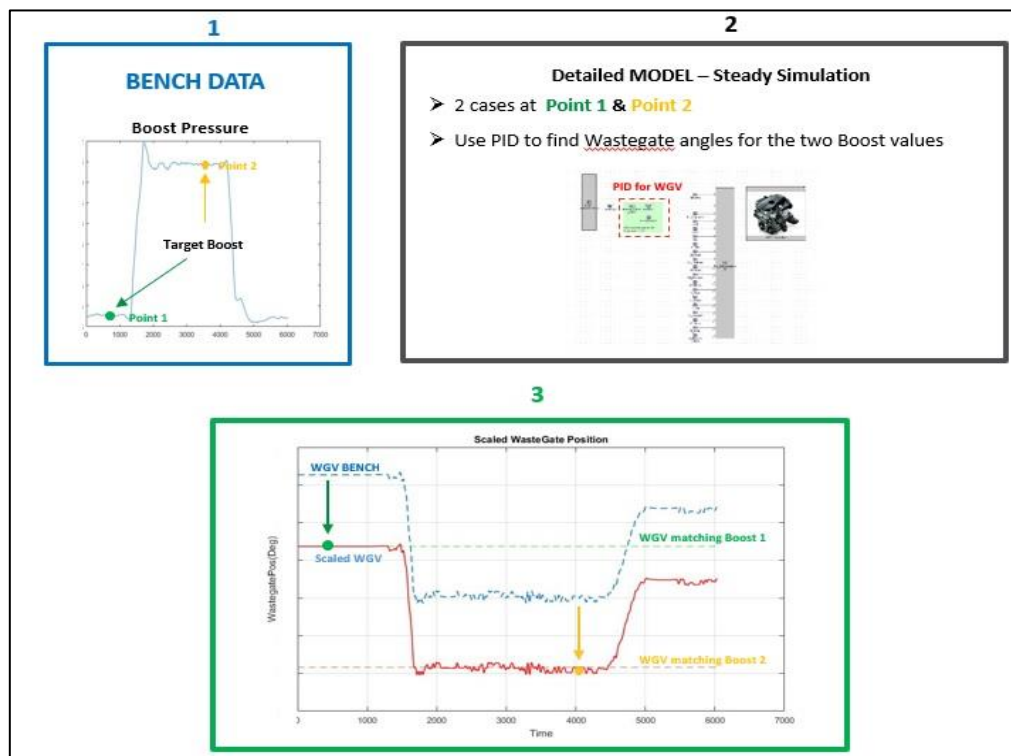 1
BENCH DATA
Boost Pressure
Point 2
Target Boost
Point 1
0 1000 2000 3000 4000 5000 6000 7000
2
Detailed MODEL – Steady Simulation
➤ 2 cases at Point 1 & Point 2
➤ Use PID to find Wastegate angles for the two Boost values
PID for WGV
3
Scaled WasteGate Position
WGV BENCH
WGV matching Boost 1
Scaled WGV
WastegatePos(Deg)
WGV matching Boost 2
1000 2000 3000 4000 5000 6000 7000
Time